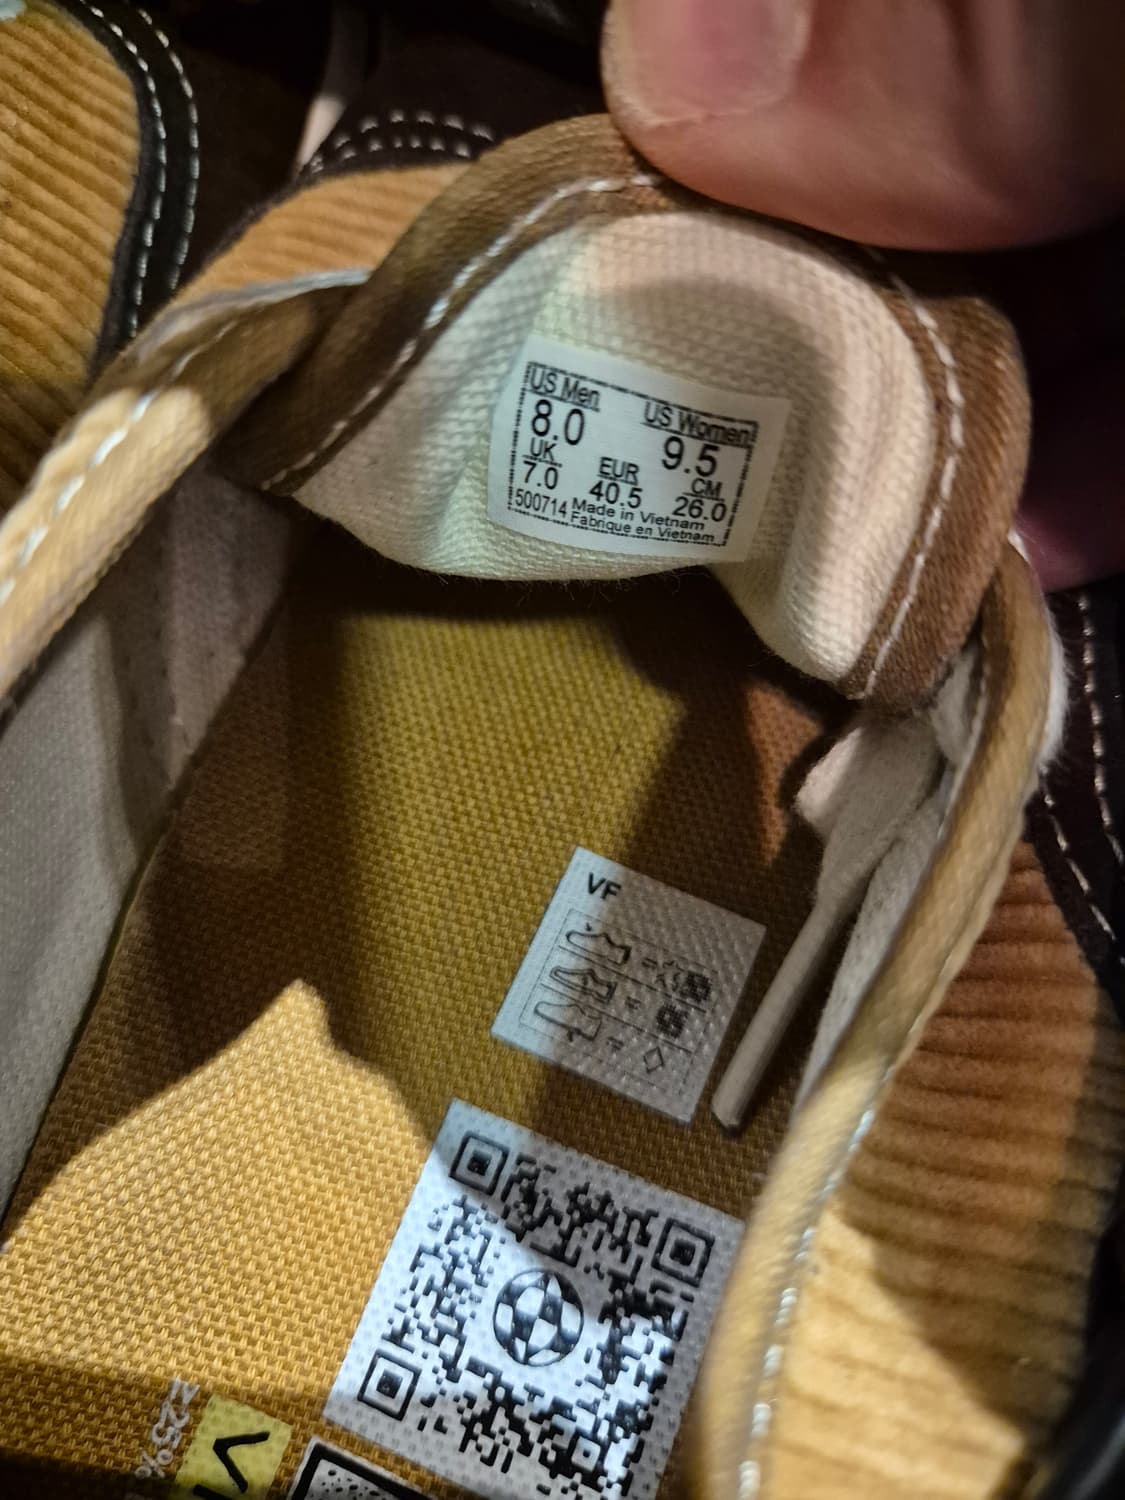 US Men
US Women
8.0
9.5
UK
EUR
CM
7.0
40.5
26.0
500714
Made in Vietnam
Fabrique en Vietnam
VF
=
=
= ◇
≥25%
V